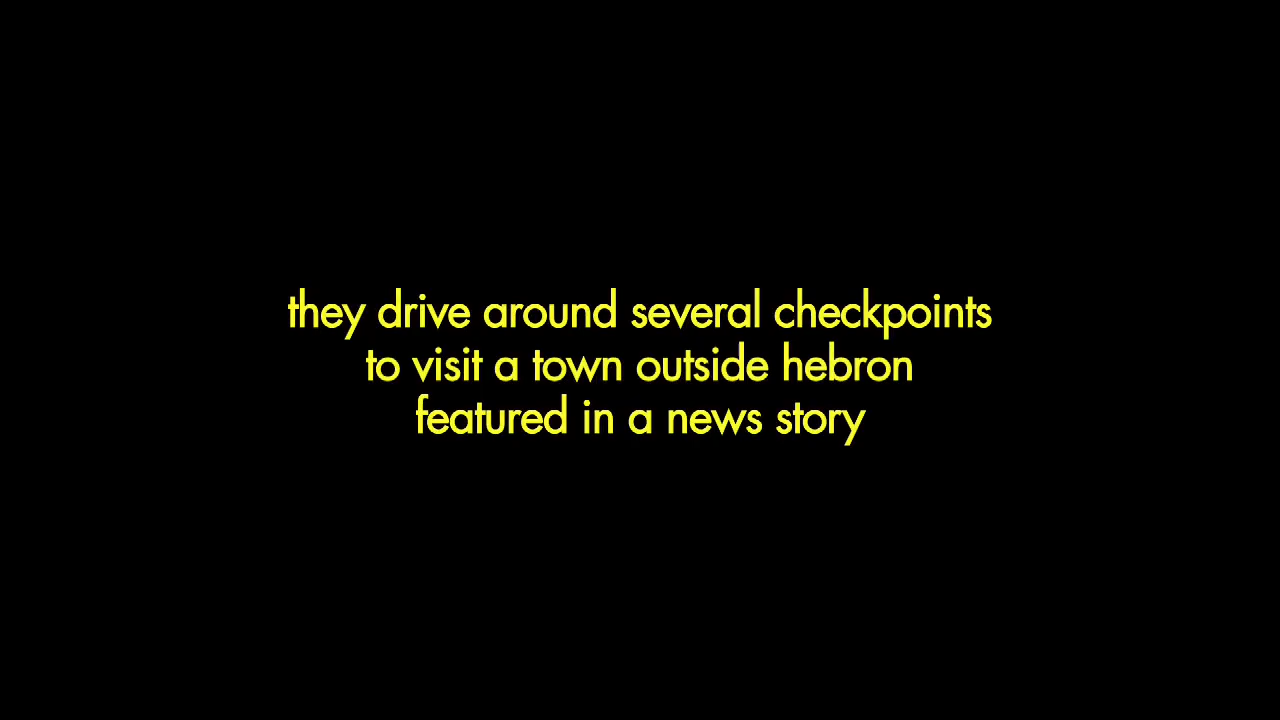 they drive around several checkpoints
to visit a town outside hebron
featured in a news story